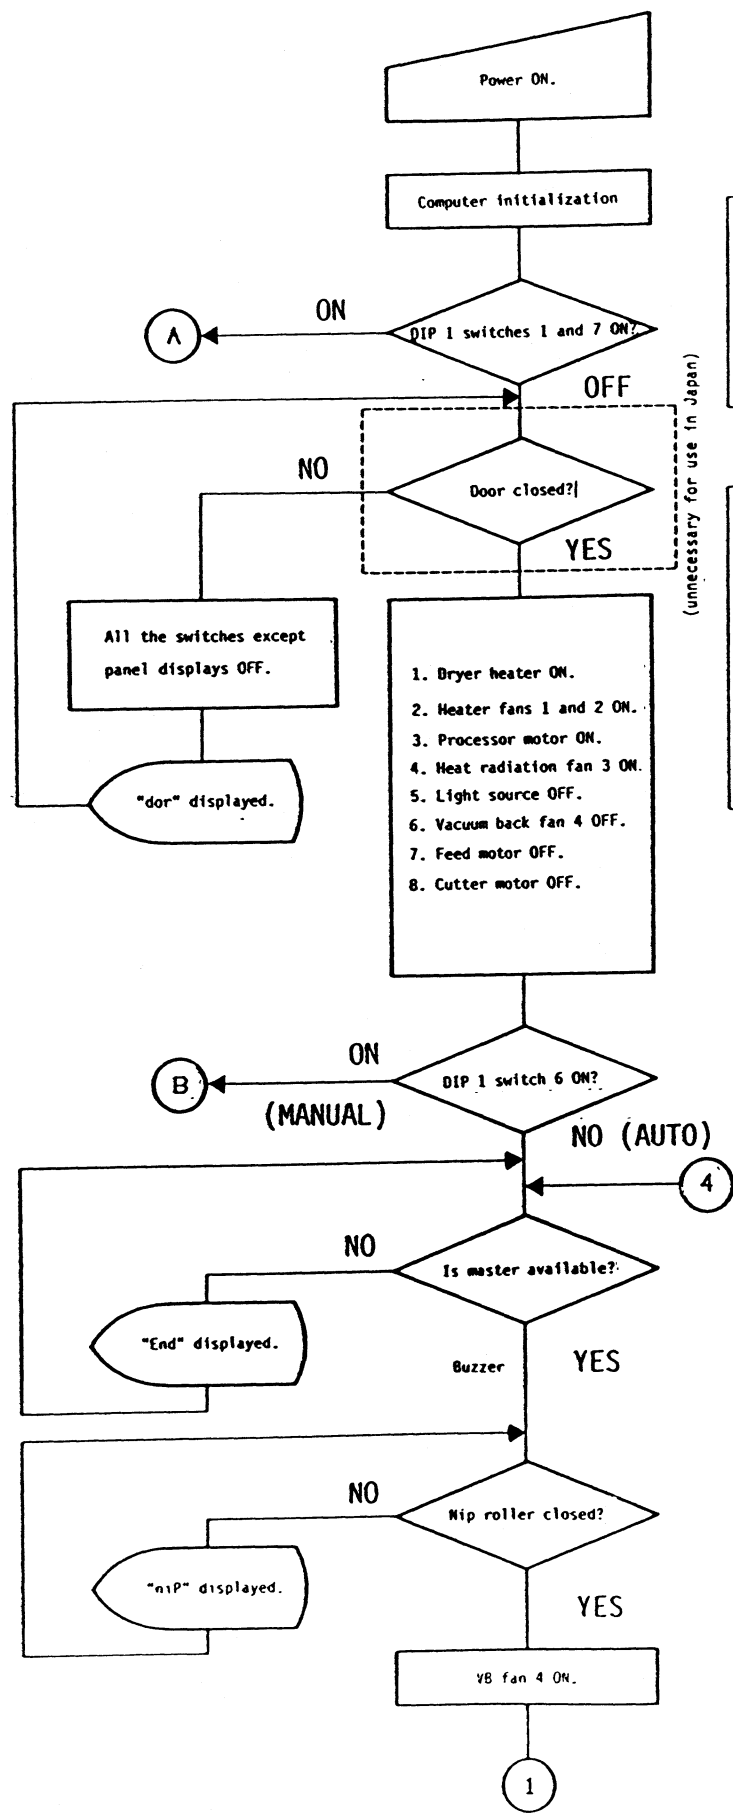 Power ON.
Computer initialization
ON
A
DIP 1 switches 1 and 7 ON?
OFF
(unnecessary for use in Japan)
NO
Door closed?
YES
All the switches except
panel displays OFF.
"dor" displayed.
1. Dryer heater ON.
2. Heater fans 1 and 2 ON.
3. Processor motor ON.
4. Heat radiation fan 3 ON.
5. Light source OFF.
6. Vacuum back fan 4 OFF.
7. Feed motor OFF.
8. Cutter motor OFF.
ON
B
DIP 1 switch 6 ON?
(MANUAL)
NO (AUTO)
4
NO
Is master available?
"End" displayed.
Buzzer
YES
NO
Nip roller closed?
"niP" displayed.
YES
VB fan 4 ON.
1